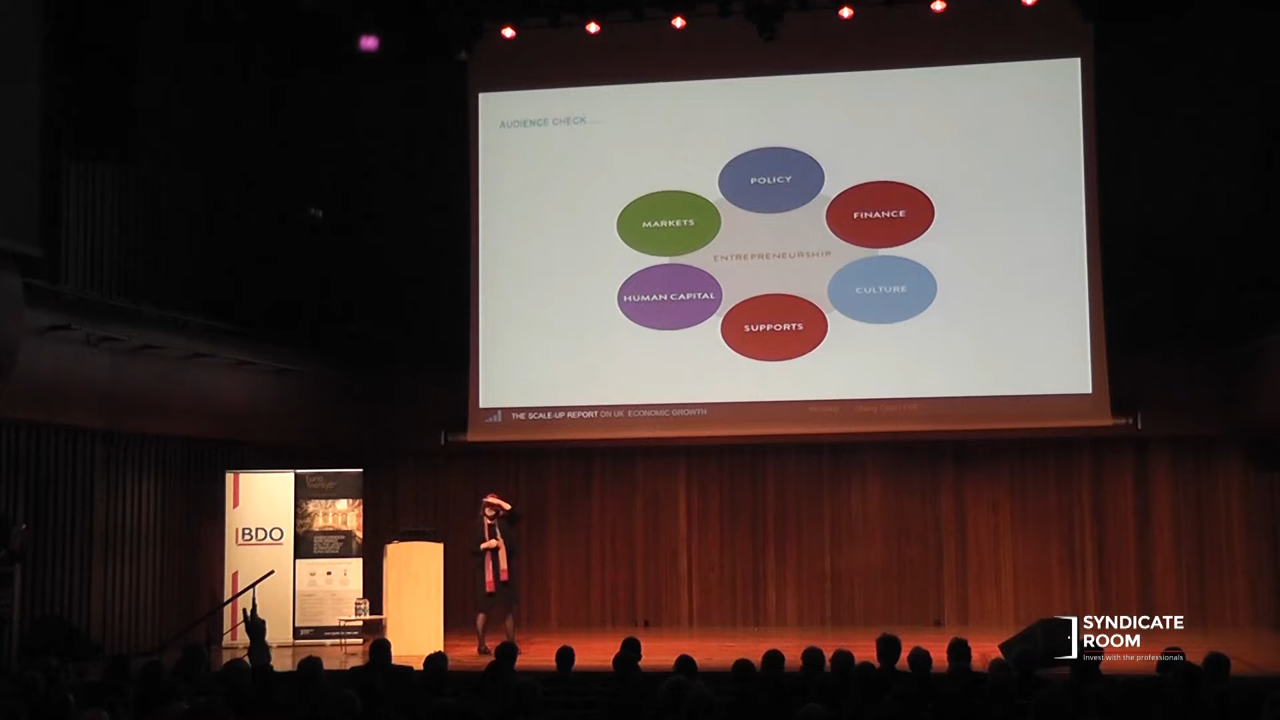 AUDIENCE CHECK.....
POLICY
MARKETS
FINANCE
ENTREPRENEURSHIP
HUMAN CAPITAL
CULTURE
SUPPORTS
THE SCALE-UP REPORT ON UK ECONOMIC GROWTH
BDO
SYNDICATE
ROOM
Invest with the professionals